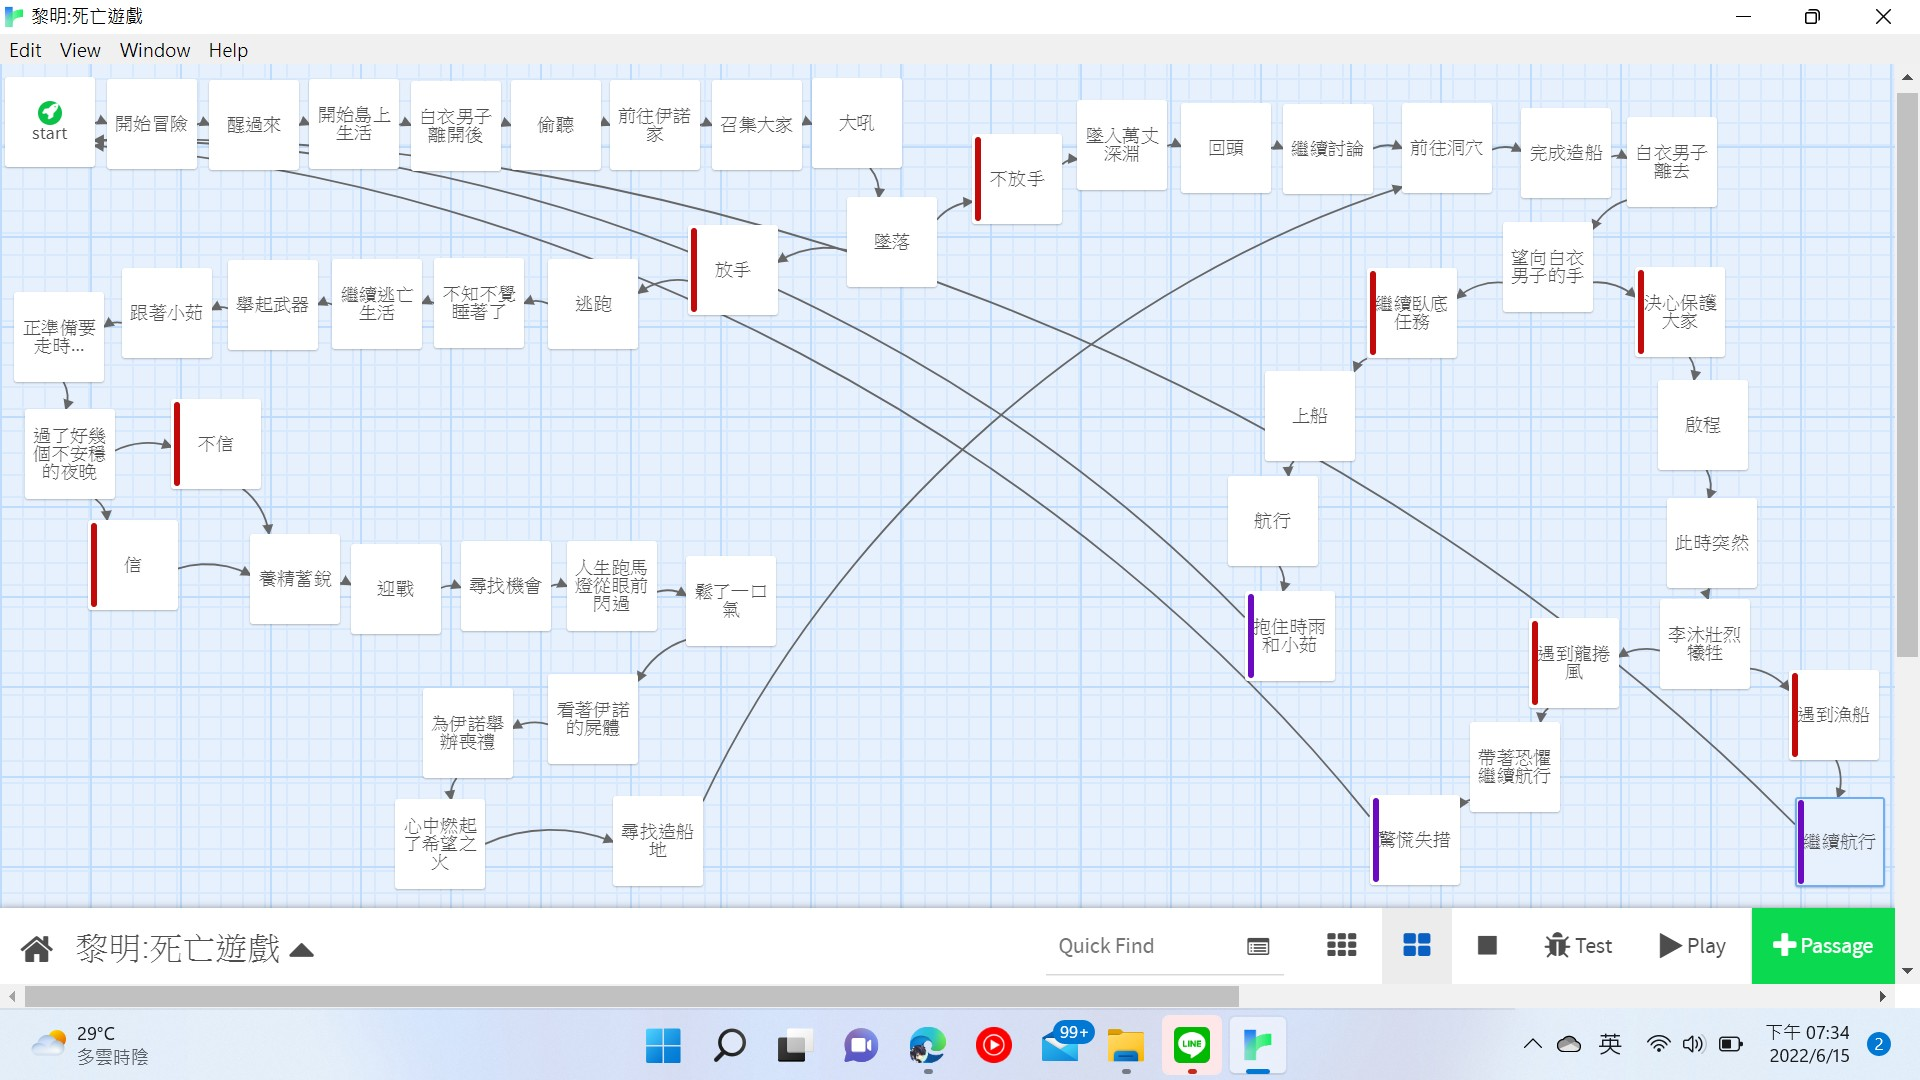 黎明:死亡遊戲
Edit View Window Help
start
開始冒險
醒過來
開始島上
生活
白衣男子
離開後
偷聽
前往伊諾
家
召集大家
大吼
墜落
不放手
墜入萬丈
深淵
回頭
繼續討論
前往洞穴
完成造船
白衣男子
離去
望向白衣
男子的手
繼續臥底
任務
決心保護
大家
放手
逃跑
不知不覺
睡著了
繼續逃亡
生活
舉起武器
跟著小茹
正準備要
走時...
過了好幾
個不安穩
的夜晚
不信
信
養精蓄銳
迎戰
尋找機會
人生跑馬
燈從眼前
閃過
鬆了一口
氣
看著伊諾
的屍體
為伊諾舉
辦喪禮
心中燃起
了希望之
火
尋找造船
地
上船
航行
抱住時雨
和小茹
啟程
此時突然
李沐壯烈
犧牲
遇到龍捲
風
遇到漁船
帶著恐懼
繼續航行
驚慌失措
繼續航行
黎明:死亡遊戲
Quick Find
Test
Play
Passage
29°C
多雲時陰
99+
LINE
英
下午 07:34
2022/6/15
2